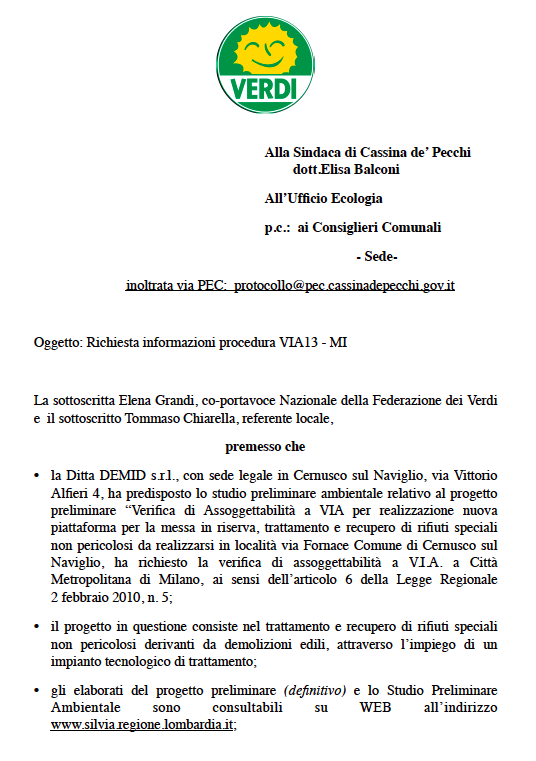 VERDI
Alla Sindaca di Cassina de' Pecchi
dott.Elisa Balconi
All'Ufficio Ecologia
p.c.: ai Consiglieri Comunali
- Sede-
inoltrata via PEC: protocollo@pec.cassinadepecchi.gov.it
Oggetto: Richiesta informazioni procedura VIA13 - MI
La sottoscritta Elena Grandi, co-portavoce Nazionale della Federazione dei Verdi
e il sottoscritto Tommaso Chiarella, referente locale,
premesso che
• la Ditta DEMID s.r.l., con sede legale in Cernusco sul Naviglio, via Vittorio
Alfieri 4, ha predisposto lo studio preliminare ambientale relativo al progetto
preliminare “Verifica di Assoggettabilità a VIA per realizzazione nuova
piattaforma per la messa in riserva, trattamento e recupero di rifiuti speciali
non pericolosi da realizzarsi in località via Fornace Comune di Cernusco sul
Naviglio, ha richiesto la verifica di assoggettabilità a V.I.A. a Città
Metropolitana di Milano, ai sensi dell'articolo 6 della Legge Regionale
2 febbraio 2010, n. 5;
• il progetto in questione consiste nel trattamento e recupero di rifiuti speciali
non pericolosi derivanti da demolizioni edili, attraverso l'impiego di un
impianto tecnologico di trattamento;
• gli elaborati del progetto preliminare (definitivo) e lo Studio Preliminare
Ambientale sono consultabili su WEB all'indirizzo
www.silvia.regione.lombardia.it;